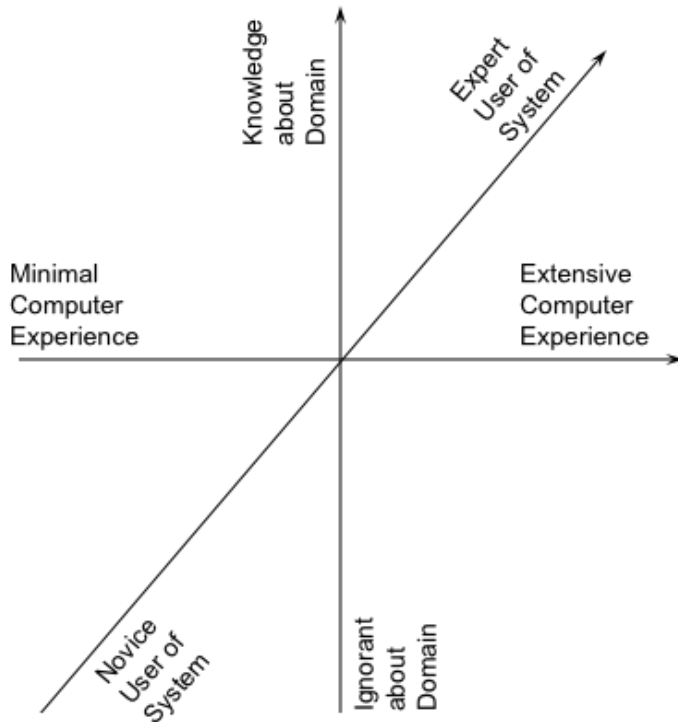 Knowledge
about
Domain
Expert
User of
System
Minimal
Computer
Experience
Extensive
Computer
Experience
Novice
User of
System
Ignorant
about
Domain